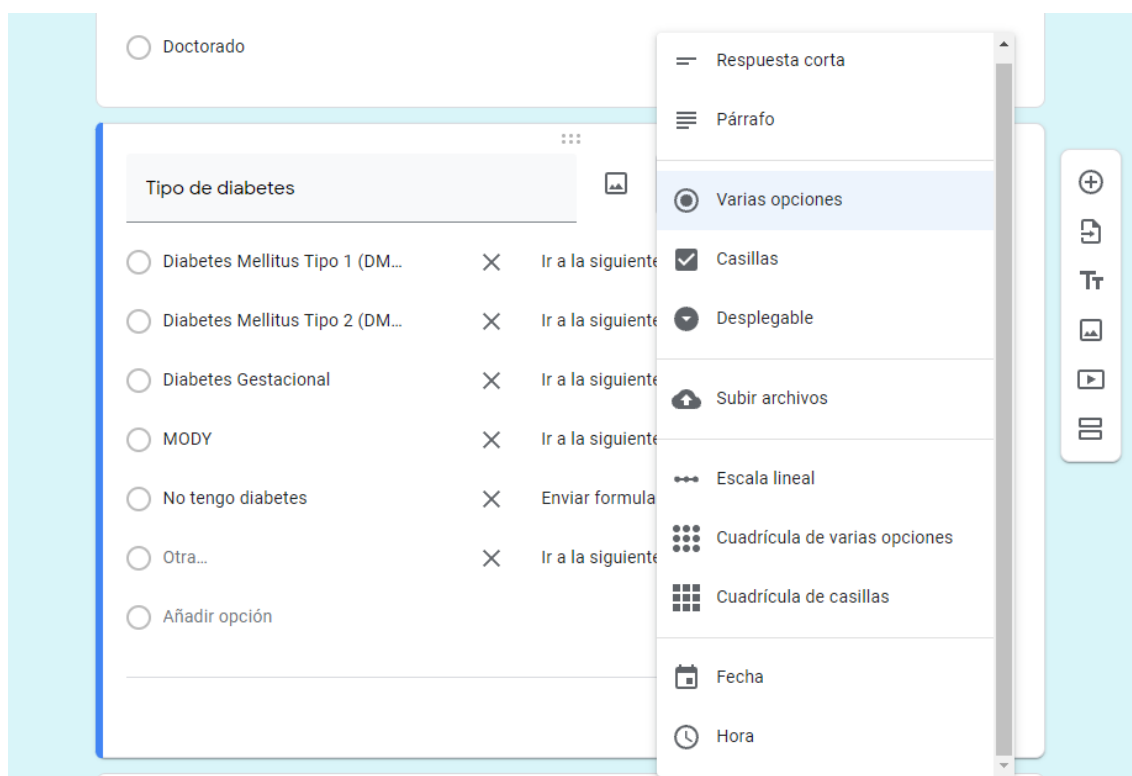 Doctorado
Tipo de diabetes
Diabetes Mellitus Tipo 1 (DM...
Ir a la siguiente
Diabetes Mellitus Tipo 2 (DM...
Ir a la siguiente
Diabetes Gestacional
Ir a la siguiente
MODY
Ir a la siguiente
No tengo diabetes
Enviar formula
Otra...
Ir a la siguiente
Añadir opción
Respuesta corta
Párrafo
Varias opciones
Casillas
Desplegable
Subir archivos
Escala lineal
Cuadrícula de varias opciones
Cuadrícula de casillas
Fecha
Hora
Tт